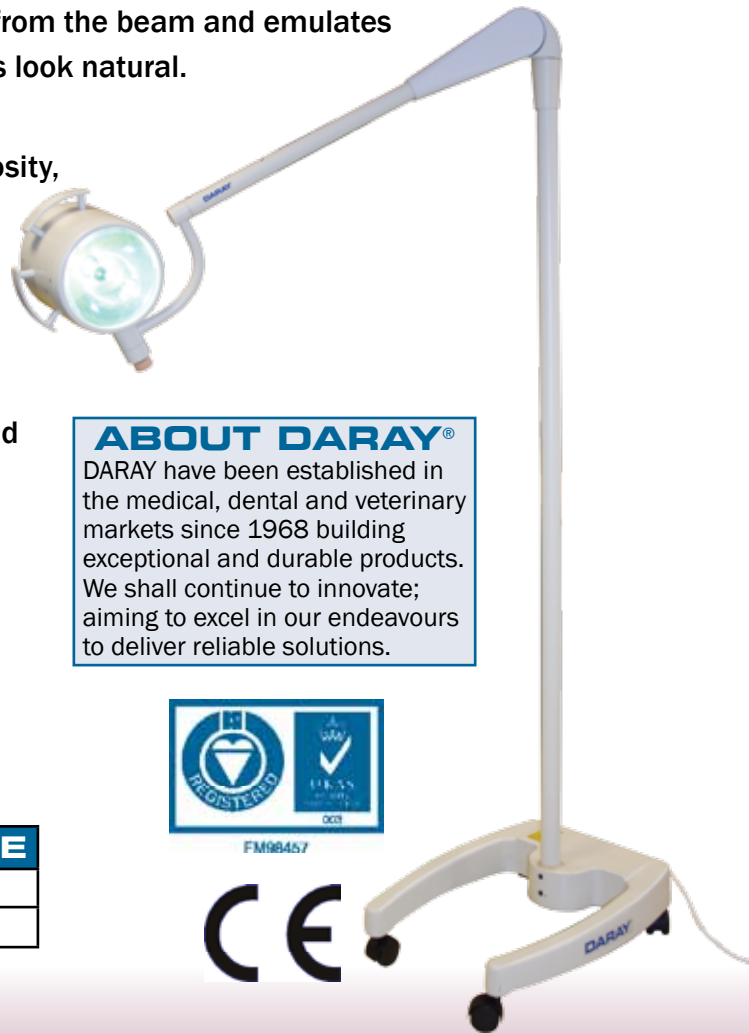 from the beam and emulates
s look natural.
osity,
DARAY
d
ABOUT DARAY®
DARAY have been established in
the medical, dental and veterinary
markets since 1968 building
exceptional and durable products.
We shall continue to innovate;
aiming to excel in our endeavours
to deliver reliable solutions.
REGISTERED
UKAS
003
FM98457
E
CE
DARAY